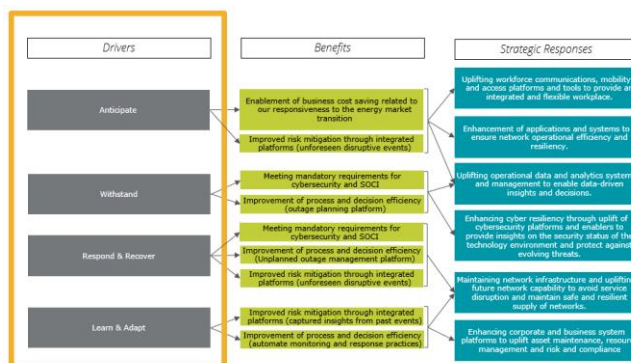 Drivers
Benefits
Strategic Responses
Anticipate
Enablement of business cost saving related to
our responsiveness to the energy market
transition
Improved risk mitigation through integrated
platforms (unforeseen disruptive events)
Withstand
Meeting mandatory requirements for
cybersecurity and SOCI
Improvement of process and decision efficiency
(outage planning platform)
Respond & Recover
Meeting mandatory requirements for
cybersecurity and SOCI
Improvement of process and decision efficiency
(Unplanned outage management platform)
Improved risk mitigation through integrated
platforms (unforeseen disruptive events)
Learn & Adapt
Improved risk mitigation through integrated
platforms (captured insights from past events)
Improvement of process and decision efficiency
(automate monitoring and response practices)
Uplifting workforce communications, mobility
and access platforms and tools to provide an
integrated and flexible workplace.
Enhancement of applications and systems to
ensure network operational efficiency and
resiliency.
Uplifting operational data and analytics system
and management to enable data-driven
insights and decisions.
Enhancing cyber resiliency through uplift of
cybersecurity platforms and enablers to
provide insights on the security status of the
technology environment and protect against
evolving threats.
Maintaining network infrastructure and uplifting
future network capability to avoid service
disruption and maintain safe and resilient
supply of networks.
Enhancing corporate and business system
platforms to uplift asset maintenance, resourc
management and risk and compliance